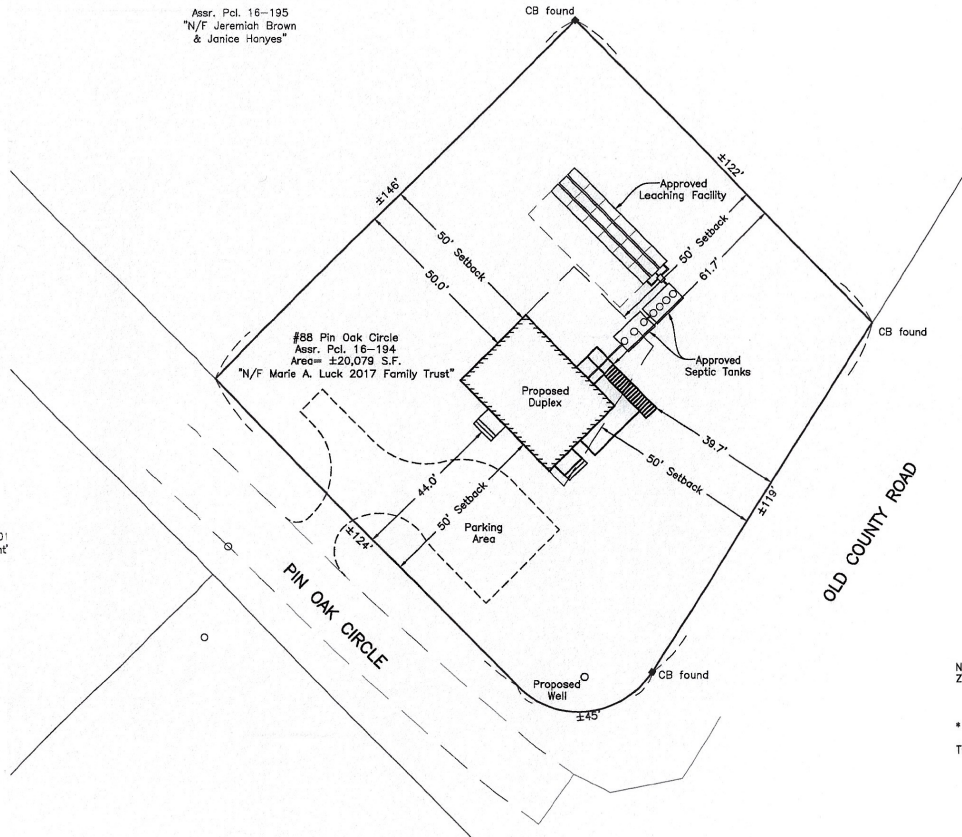 Assr. Pcl. 16-195
"N/F Jeremiah Brown
& Janice Hanyes"
CB found
±146'
±122'
Approved
Leaching Facility
50' Setback
50' Setback
50.0'
61.7'
CB found
#88 Pin Oak Circle
Assr. Pcl. 16-194
Area= ±20,079 S.F.
"N/F Marie A. Luck 2017 Family Trust"
Approved
Septic Tanks
Proposed
Duplex
39.7'
50' Setback
44.0'
50' Setback
±119'
Parking
Area
±124'
OLD COUNTY ROAD
PIN OAK CIRCLE
CB found
Proposed
Well
±45'
N
Z
*
T